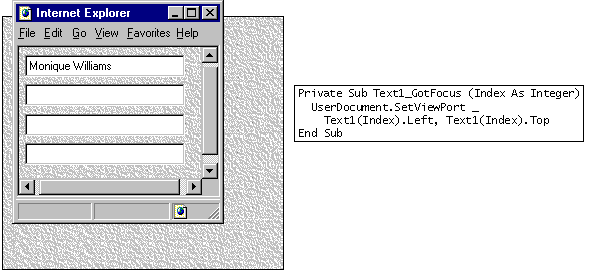 Internet Explorer
File Edit Go View Favorites Help
Monique Williams
Private Sub Text1_GotFocus (Index As Integer)
UserDocument.SetViewPort _
Text1(Index).Left, Text1(Index).Top
End Sub